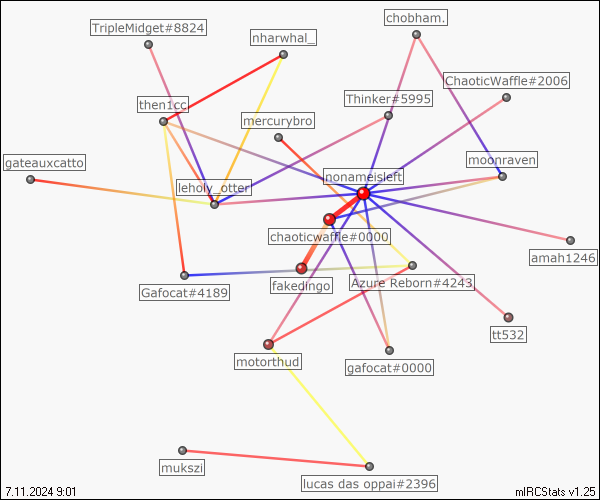 TripleMidget#8824
nharwhal_
chobham.
ChaoticWaffle#2006
then1cc
mercurybro
Thinker#5995
gateauxcatto
leholy_otter
nonameisleft
moonraven
chaoticwaffle#0000
amah1246
Gafocat#4189
fakedingo
Azure Reborn#4243
tt532
motorthud
gafocat#0000
mukszi
lucas das oppai#2396
7.11.2024 9:01
mIRCStats v1.25